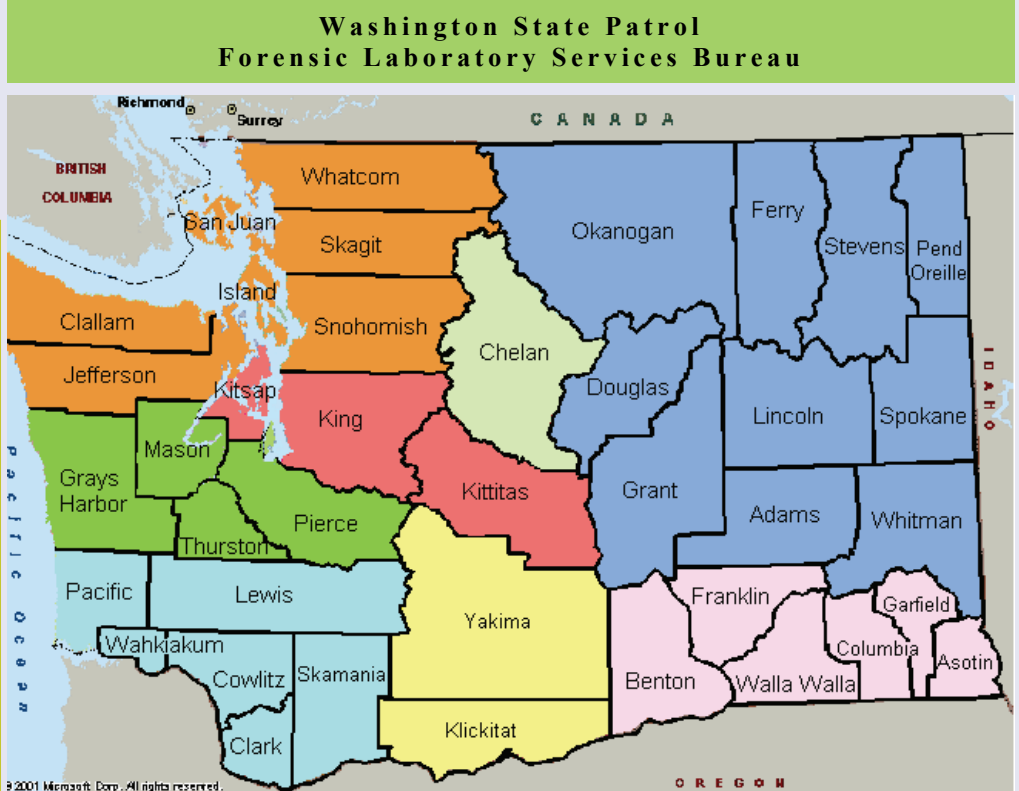 Washington State Patrol
Forensic Laboratory Services Bureau
Richmond
Surrey
CANADA
BRITISH
COLUMBIA
Whatcom
San Juan
Skagit
Okanogan
Ferry
Stevens
Pend
Oreille
Island
Clallam
Snohomish
Chelan
Jefferson
Kitsap
King
Douglas
Lincoln
Spokane
IDAHO
Mason
Grays
Harbor
Kittitas
Grant
Adams
Whitman
Pierce
Thurston
Pacific Ocean
Pacific
Lewis
Yakima
Franklin
Garfield
Wahkiakum
Columbia
Asotin
Cowlitz
Skamania
Benton
Walla Walla
Klickitat
Clark
OREGON
© 2001 Microsoft Corp. All rights reserved.